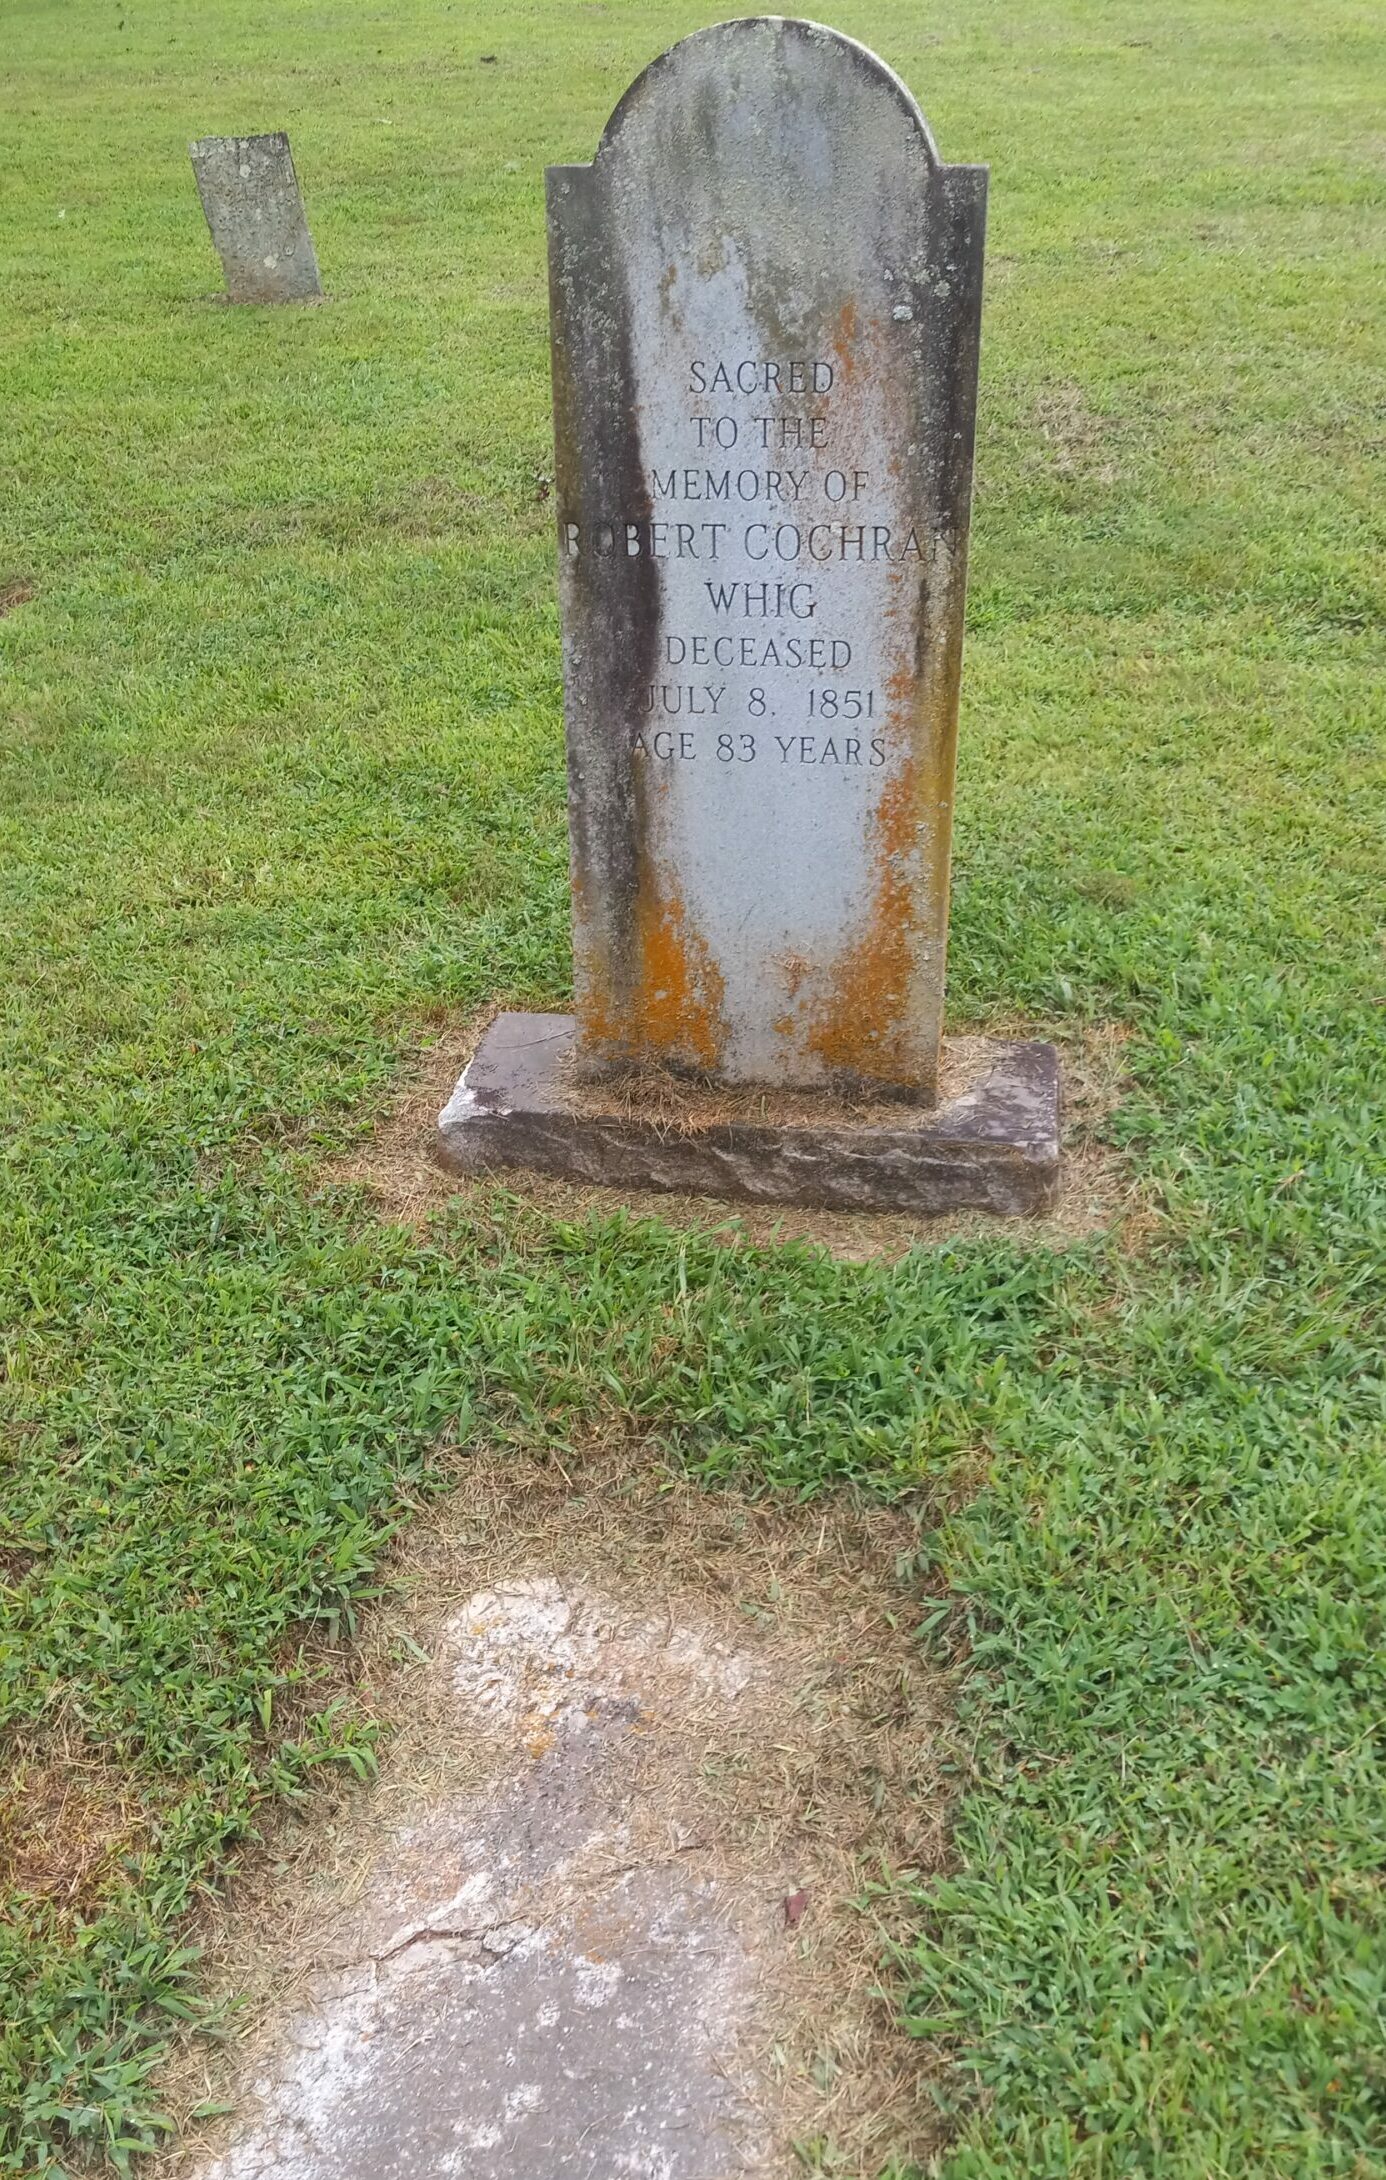 SACRED
TO THE
MEMORY OF
ROBERT COCHRAN
WHIG
DECEASED
JULY 8, 1851
AGE 83 YEARS